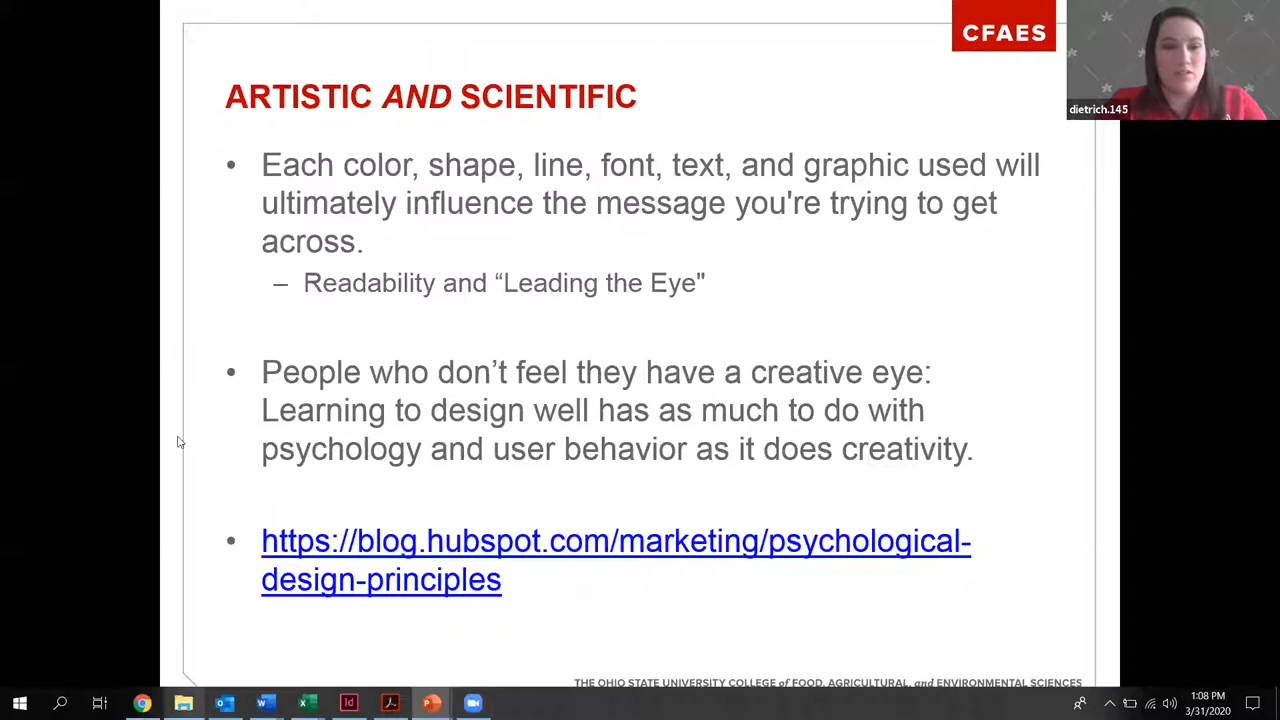 CFAES
dietrich.145
ARTISTIC AND SCIENTIFIC
• Each color, shape, line, font, text, and graphic used will
ultimately influence the message you're trying to get
across.
– Readability and “Leading the Eye"
• People who don’t feel they have a creative eye:
Learning to design well has as much to do with
psychology and user behavior as it does creativity.
• https://blog.hubspot.com/marketing/psychological-
design-principles
THE OHIO STATE UNIVERSITY COLLEGE of FOOD, AGRICULTURAL, and ENVIRONMENTAL SCIENCES
1:08 PM
3/31/2020